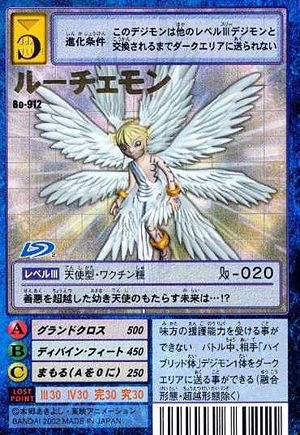 進化条件
このデジモンは他のレベルⅢデジモンと
交換されるまでダークエリアに送られない
ルーチェモン
Bo-912
レベルⅢ 天使型・ワクチン種
-020
善悪を超越した幼き天使のもたらす未来は…!?
A グランドクロス 500
B ディバイン・フィート 450
C まもる(Aを0に) 250
LOST POINT Ⅲ30 Ⅳ30 完30 究30
味方の援護能力を受ける事が
できない バトル中、相手「ハイ
ブリッド体」デジモン1体をダーク
エリアに送る事ができる(融合
形態・超越形態除く)
©本郷あきよし・東映アニメーション
BANDAI 2002 MADE IN JAPAN